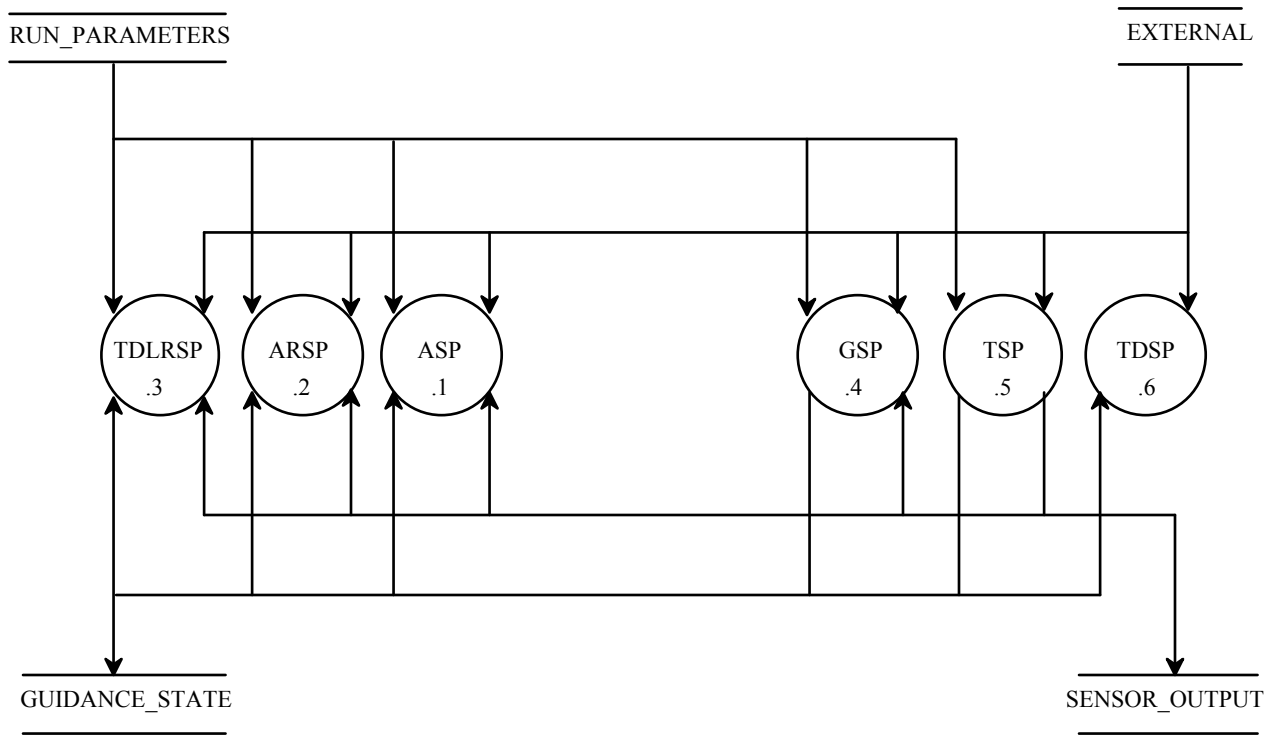 RUN_PARAMETERS
EXTERNAL
TDLRSP
.3
ARSP
.2
ASP
.1
GSP
.4
TSP
.5
TDSP
.6
GUIDANCE_STATE
SENSOR_OUTPUT